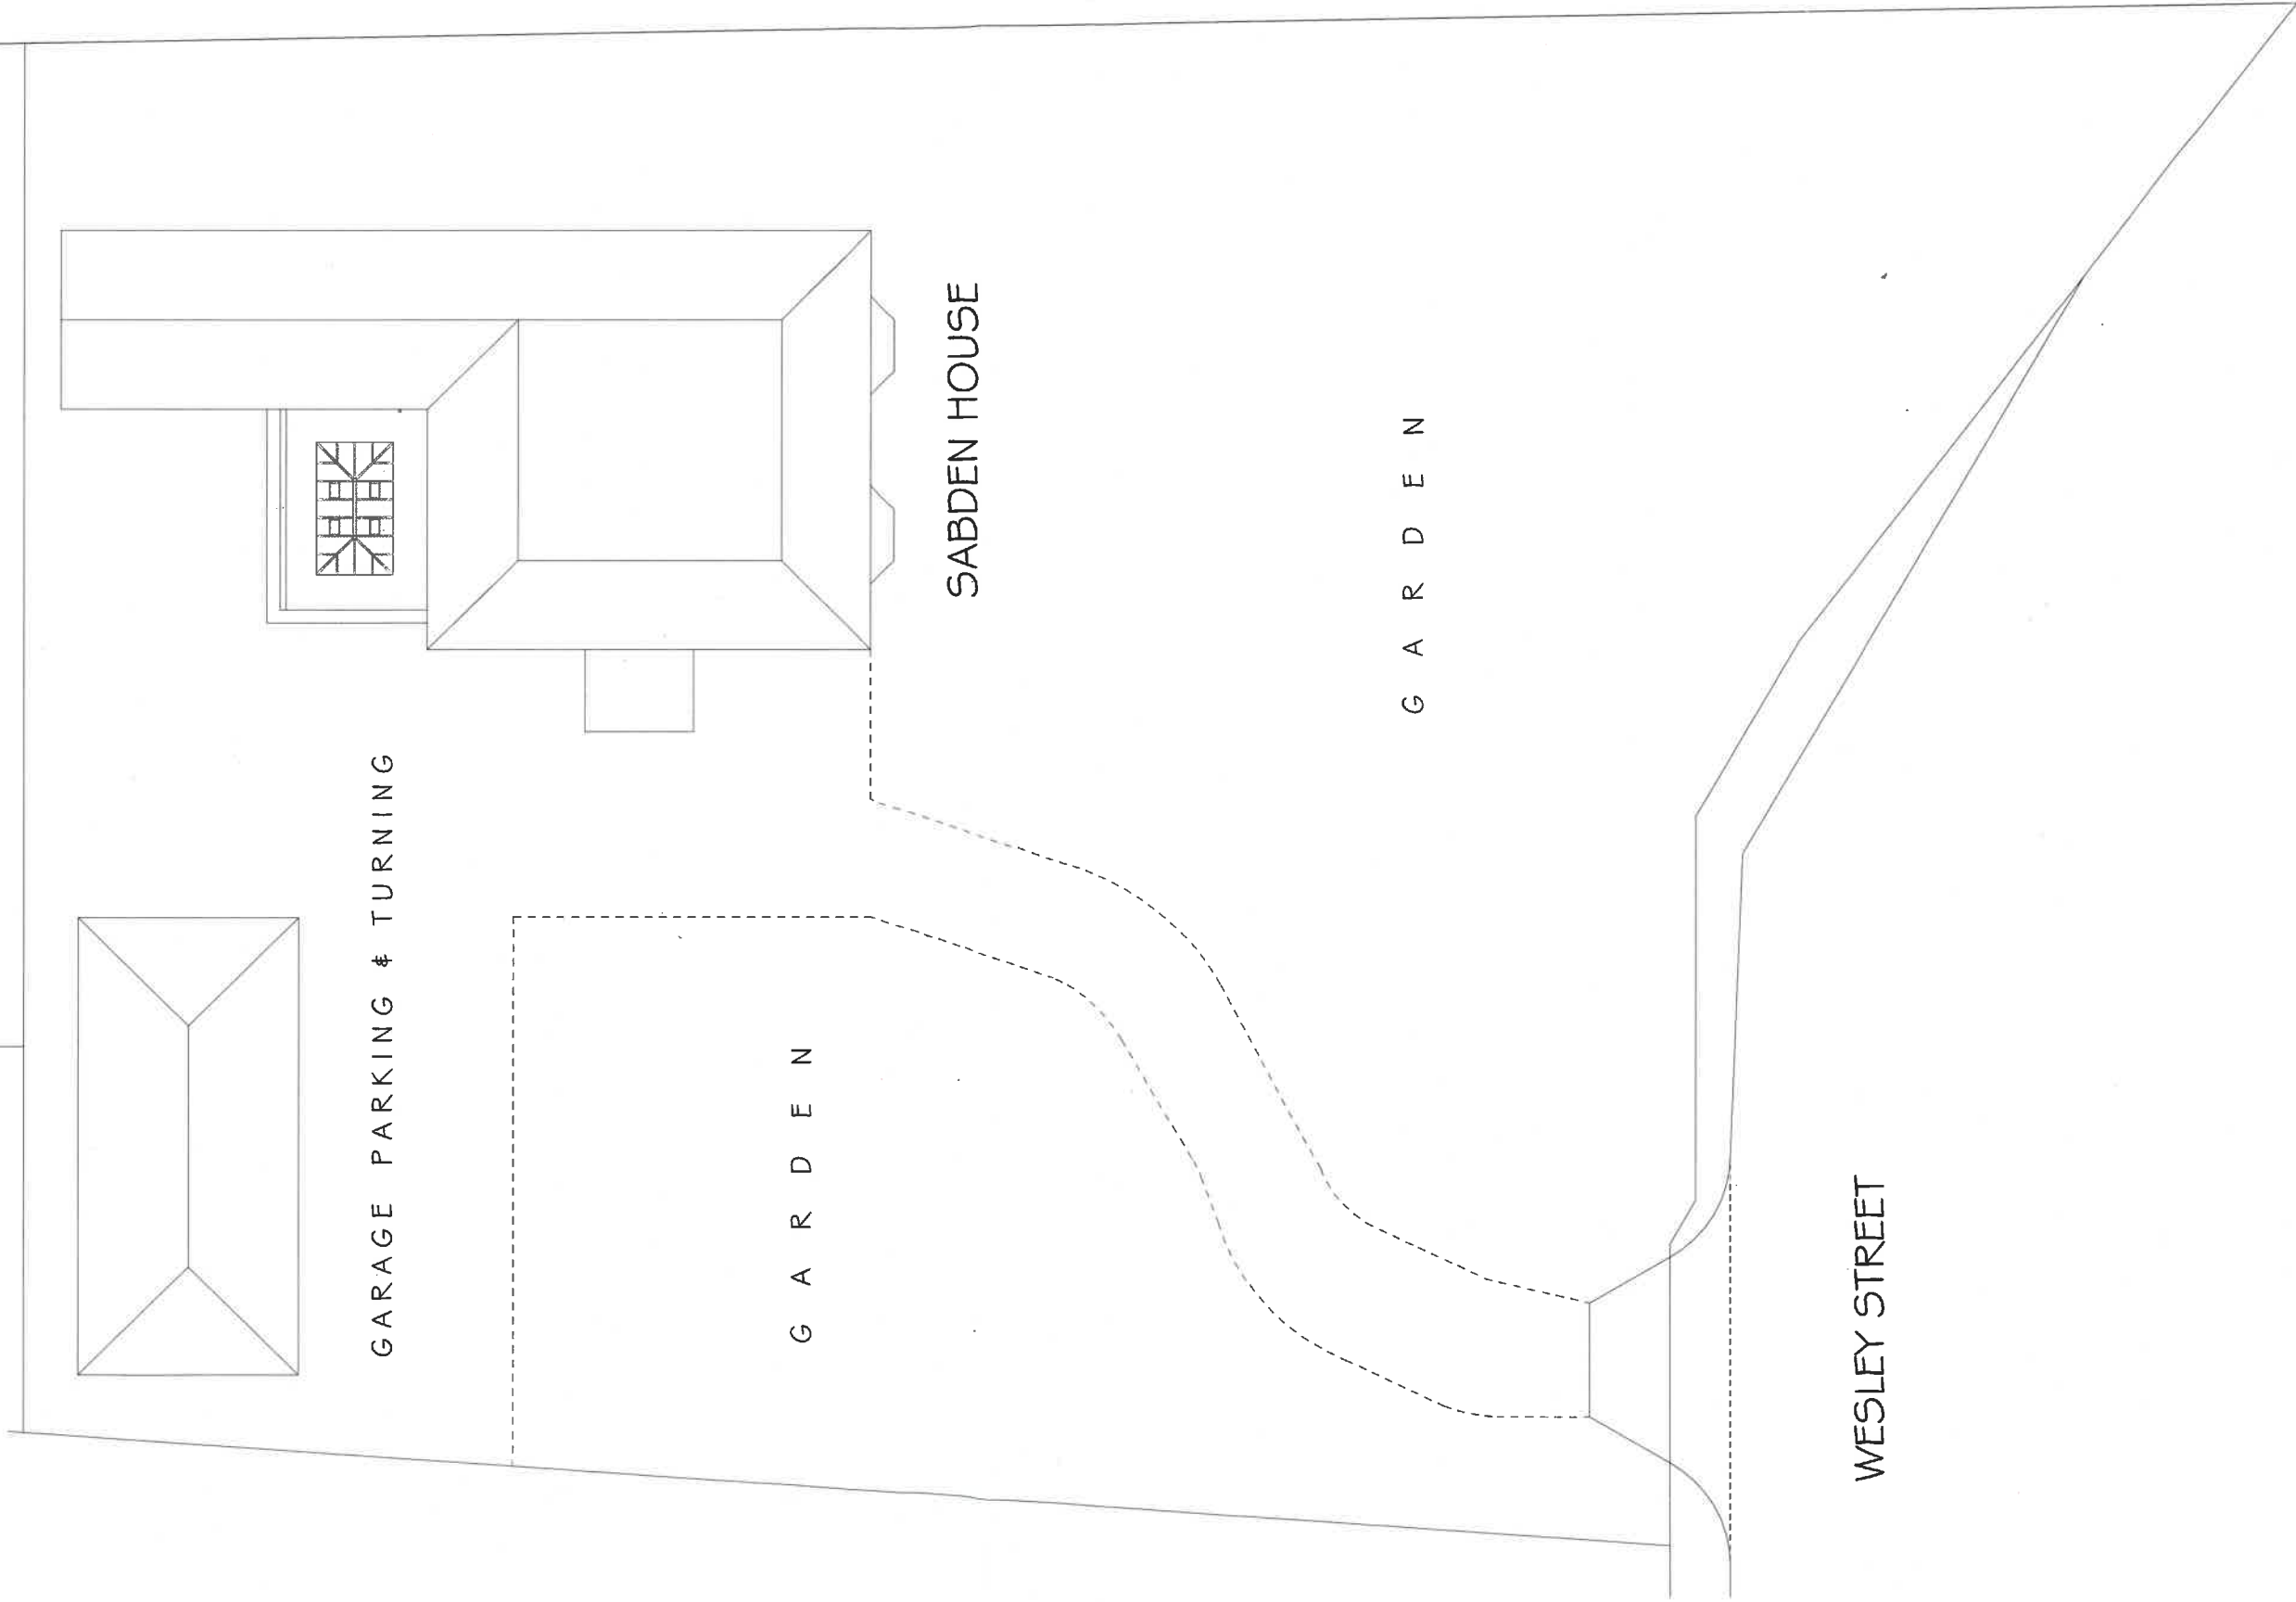 GARAGE PARKING & TURNING
GARDEN
SABDEN HOUSE
GARDEN
WESLEY STREET